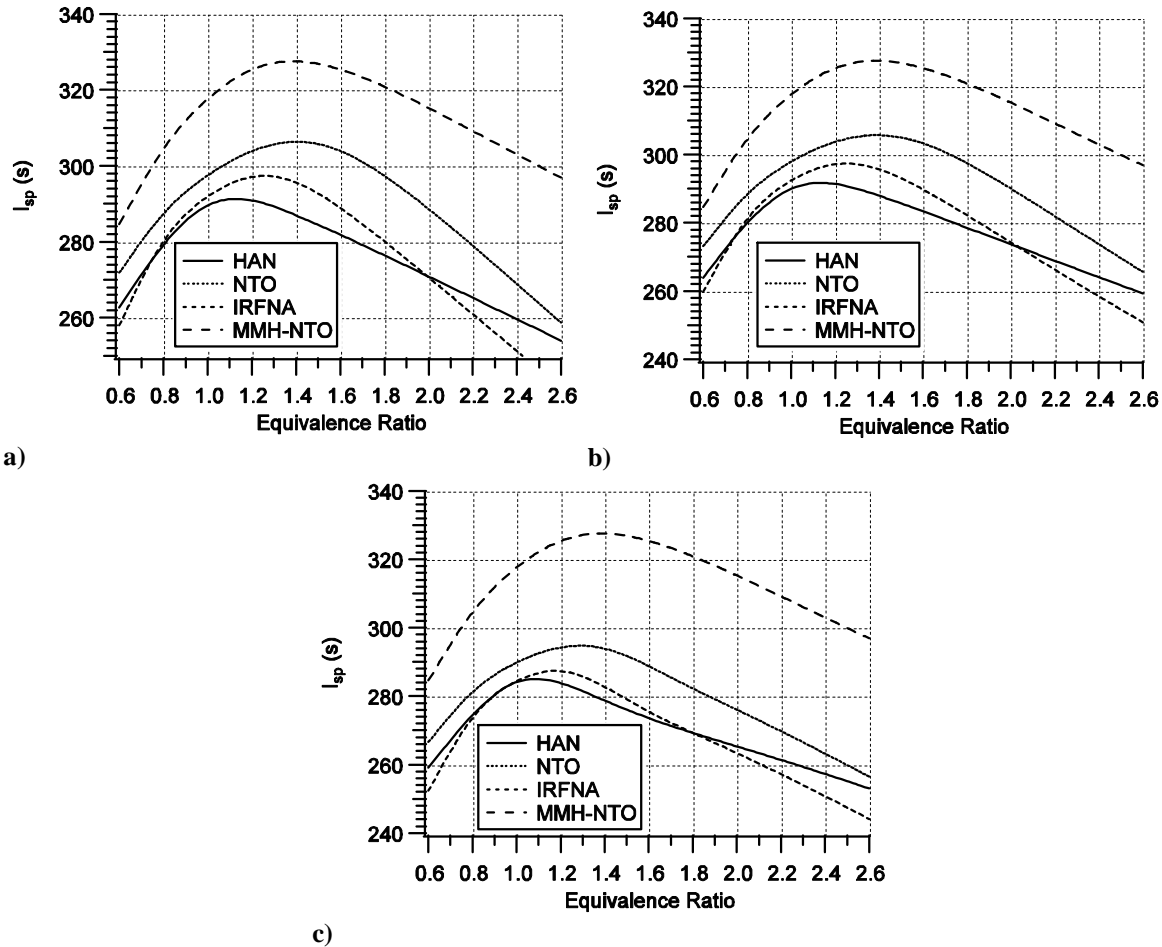 340
320
300
280
260
I_sp (s)
HAN
NTO
IRFNA
MMH-NTO
0.6 0.8 1.0 1.2 1.4 1.6 1.8 2.0 2.2 2.4 2.6
Equivalence Ratio
a)
340
320
300
280
260
240
I_sp (s)
HAN
NTO
IRFNA
MMH-NTO
0.6 0.8 1.0 1.2 1.4 1.6 1.8 2.0 2.2 2.4 2.6
Equivalence Ratio
b)
340
320
300
280
260
240
I_sp (s)
HAN
NTO
IRFNA
MMH-NTO
0.6 0.8 1.0 1.2 1.4 1.6 1.8 2.0 2.2 2.4 2.6
Equivalence Ratio
c)